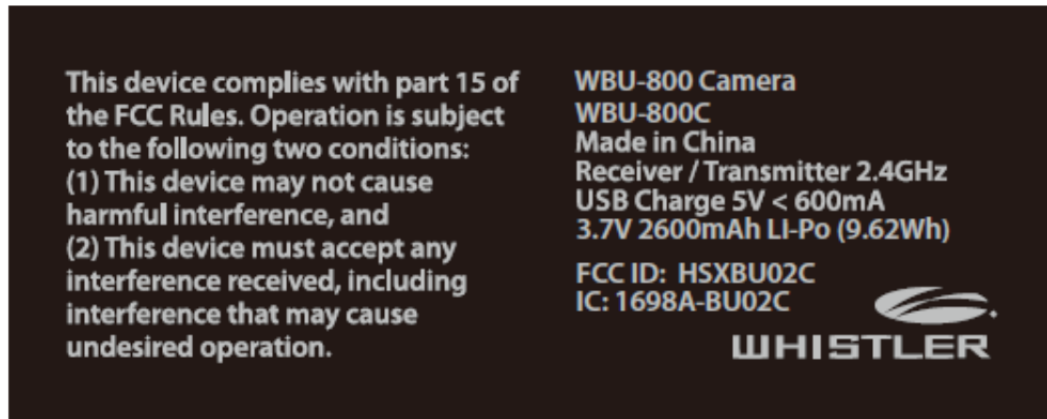 This device complies with part 15 of
the FCC Rules. Operation is subject
to the following two conditions:
(1) This device may not cause
harmful interference, and
(2) This device must accept any
interference received, including
interference that may cause
undesired operation.
WBU-800 Camera
WBU-800C
Made in China
Receiver / Transmitter 2.4GHz
USB Charge 5V < 600mA
3.7V 2600mAh LI-Po (9.62Wh)
FCC ID: HSXBU02C
IC: 1698A-BU02C
WHISTLER